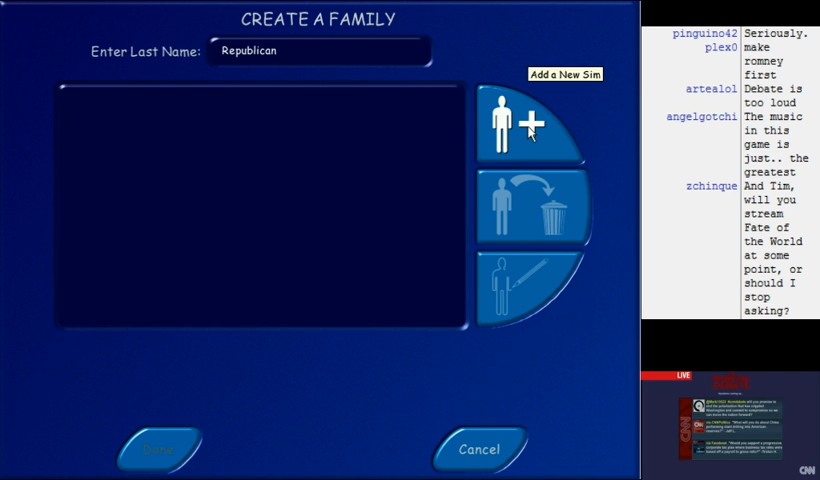 CREATE A FAMILY
Enter Last Name: Republican
Add a New Sim
Done
Cancel
pinguino42 Seriously.
plex0 make
romney
first
artealol Debate is
too loud
angelgotchi The music
in this
game is
just.. the
greatest
zchinque And Tim,
will you
stream
Fate of
the World
at some
point, or
should I
stop
asking?
LIVE
CNN